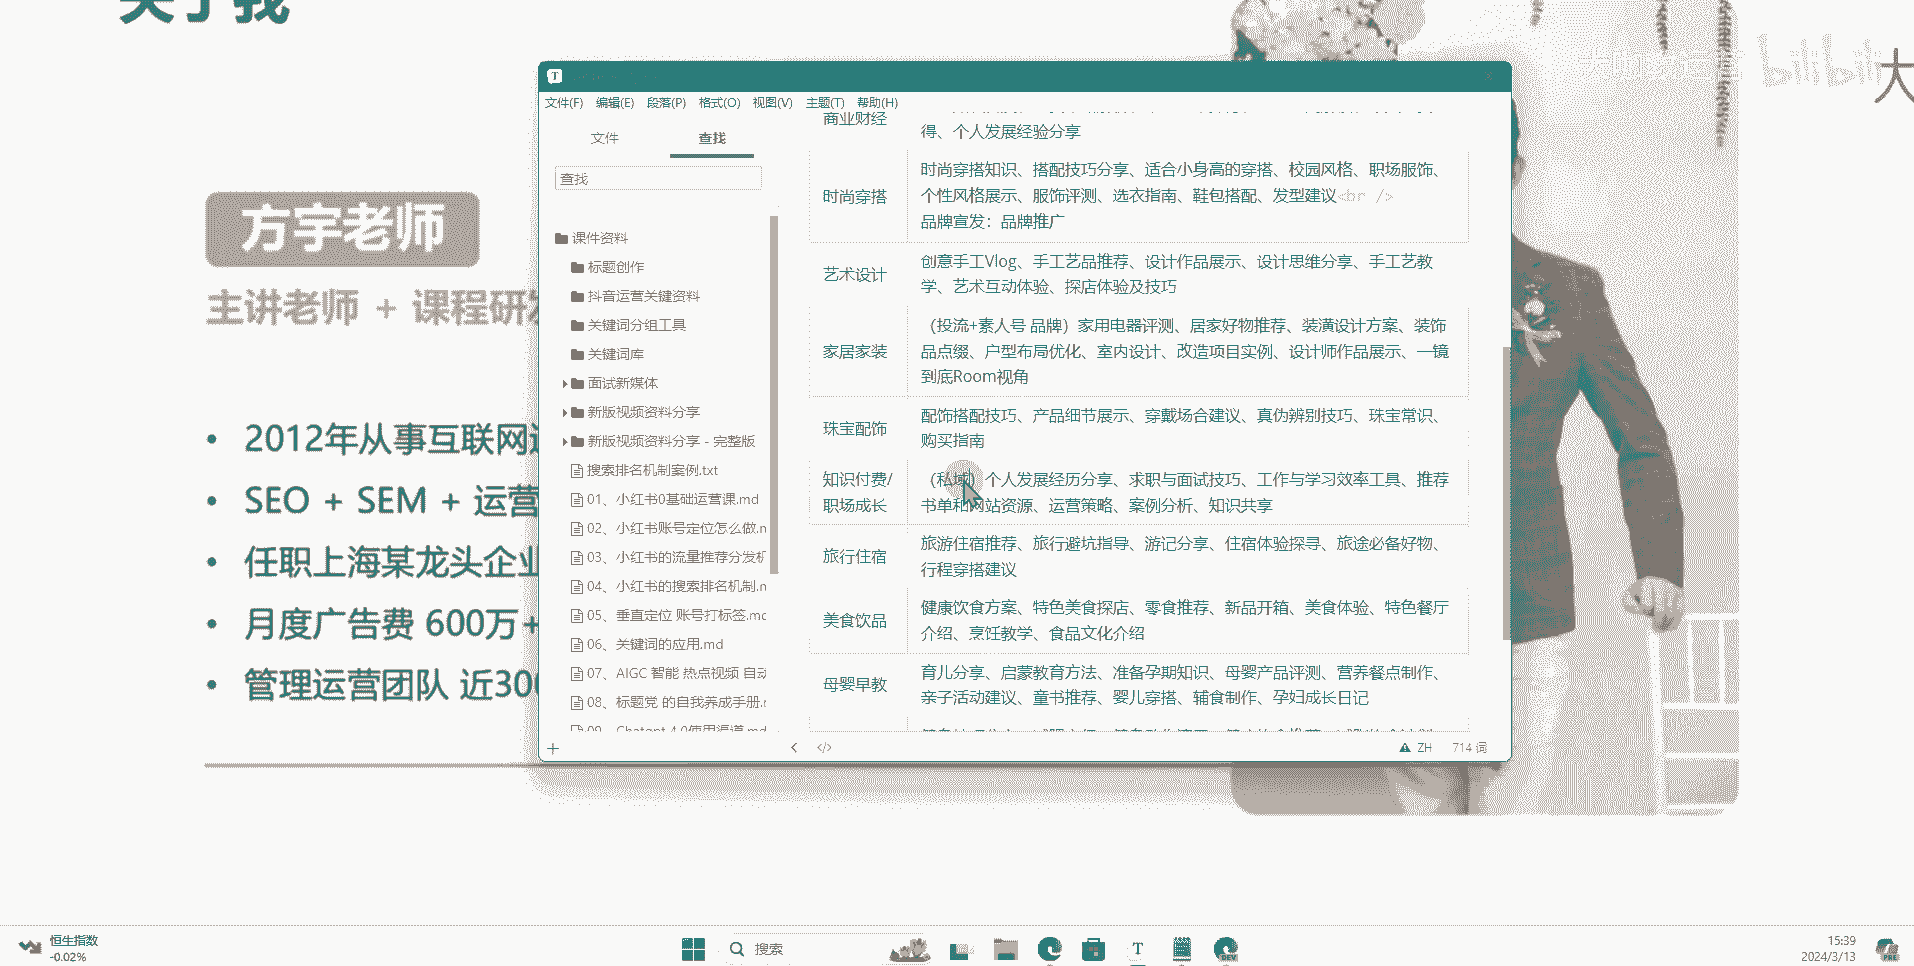 关于我
大咖爱运营 bilibili
大
方宇老师
主讲老师 + 课程研发
• 2012年从事互联网运
• SEO + SEM + 运营
• 任职上海某龙头企业
• 月度广告费 600万+
• 管理运营团队 近300
文件(F) 编辑(E) 段落(P) 格式(O) 视图(V) 主题(T) 帮助(H)
文件 查找
查找
课件资料
标题创作
抖音运营关键资料
关键词分组工具
关键词库
面试新媒体
新版视频资料分享
新版视频资料分享 - 完整版
搜索排名机制案例.txt
01、小红书0基础运营课.md
02、小红书账号定位怎么做.n
03、小红书的流量推荐分发机
04、小红书的搜索排名机制.n
05、垂直定位 账号打标签.mc
06、关键词的应用.md
07、AIGC 智能 热点视频 自动
08、标题党 的自我养成手册.r
09、Chatgpt 4.0使用渠道.md
商业财经
得、个人发展经验分享
时尚穿搭
时尚穿搭知识、搭配技巧分享、适合小身高的穿搭、校园风格、职场服饰、
个性风格展示、服饰评测、选衣指南、鞋包搭配、发型建议<br />
品牌宣发：品牌推广
艺术设计
创意手工Vlog、手工艺品推荐、设计作品展示、设计思维分享、手工艺教
学、艺术互动体验、探店体验及技巧
家居家装
（投流+素人号 品牌）家用电器评测、居家好物推荐、装潢设计方案、装饰
品点缀、户型布局优化、室内设计、改造项目实例、设计师作品展示、一镜
到底Room视角
珠宝配饰
配饰搭配技巧、产品细节展示、穿戴场合建议、真伪辨别技巧、珠宝常识、
购买指南
知识付费/
职场成长
（私域）个人发展经历分享、求职与面试技巧、工作与学习效率工具、推荐
书单和网站资源、运营策略、案例分析、知识共享
旅行住宿
旅游住宿推荐、旅行避坑指导、游记分享、住宿体验探寻、旅途必备好物、
行程穿搭建议
美食饮品
健康饮食方案、特色美食探店、零食推荐、新品开箱、美食体验、特色餐厅
介绍、烹饪教学、食品文化介绍
母婴早教
育儿分享、启蒙教育方法、准备孕期知识、母婴产品评测、营养餐点制作、
亲子活动建议、童书推荐、婴儿穿搭、辅食制作、孕妇成长日记
ZH 714 词
恒生指数
-0.02%
搜索
15:39
2024/3/13